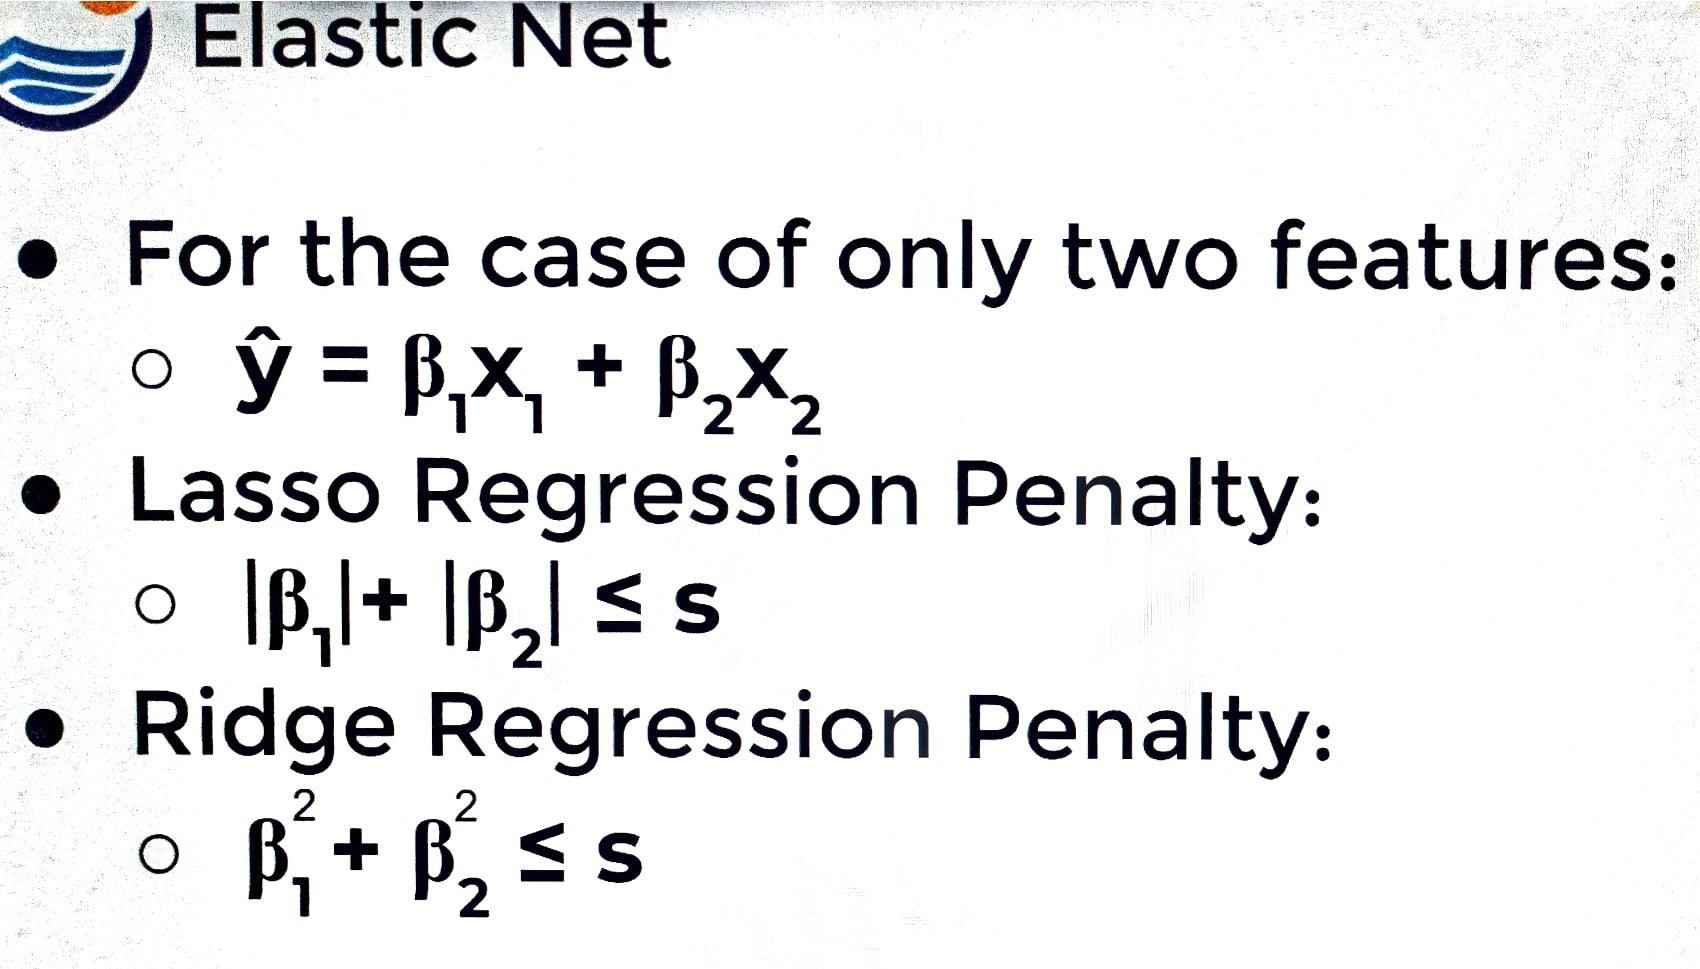 Elastic Net
● For the case of only two features:
○ ŷ = β₁x₁ + β₂x₂
● Lasso Regression Penalty:
○ |β₁|+ |β₂| ≤ s
● Ridge Regression Penalty:
○ β₁² + β₂² ≤ s